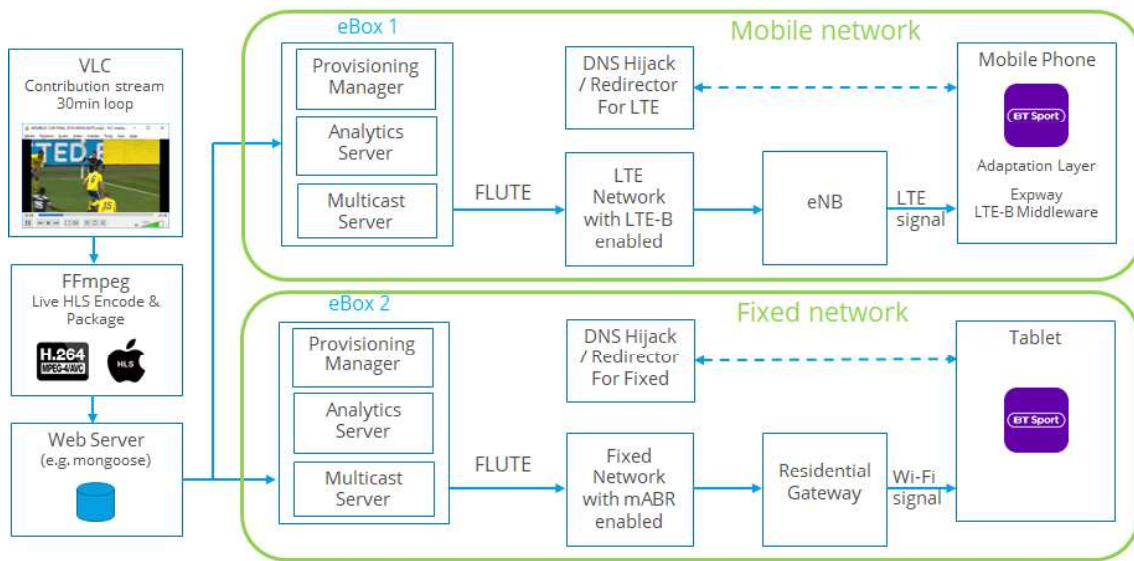 VLC
Contribution stream
30min loop
FFmpeg
Live HLS Encode &
Package
H.264
MPEG-4/AVC
HLS
Web Server
(e.g. mongoose)
Mobile network
eBox 1
Provisioning
Manager
Analytics
Server
Multicast
Server
FLUTE
DNS Hijack
/ Redirector
For LTE
LTE
Network
with LTE-B
enabled
eNB
LTE
signal
Mobile Phone
BT Sport
Adaptation Layer
Expway
LTE-B Middleware
Fixed network
eBox 2
Provisioning
Manager
Analytics
Server
Multicast
Server
FLUTE
DNS Hijack
/ Redirector
For Fixed
Fixed
Network
with mABR
enabled
Residential
Gateway
Wi-Fi
signal
Tablet
BT Sport